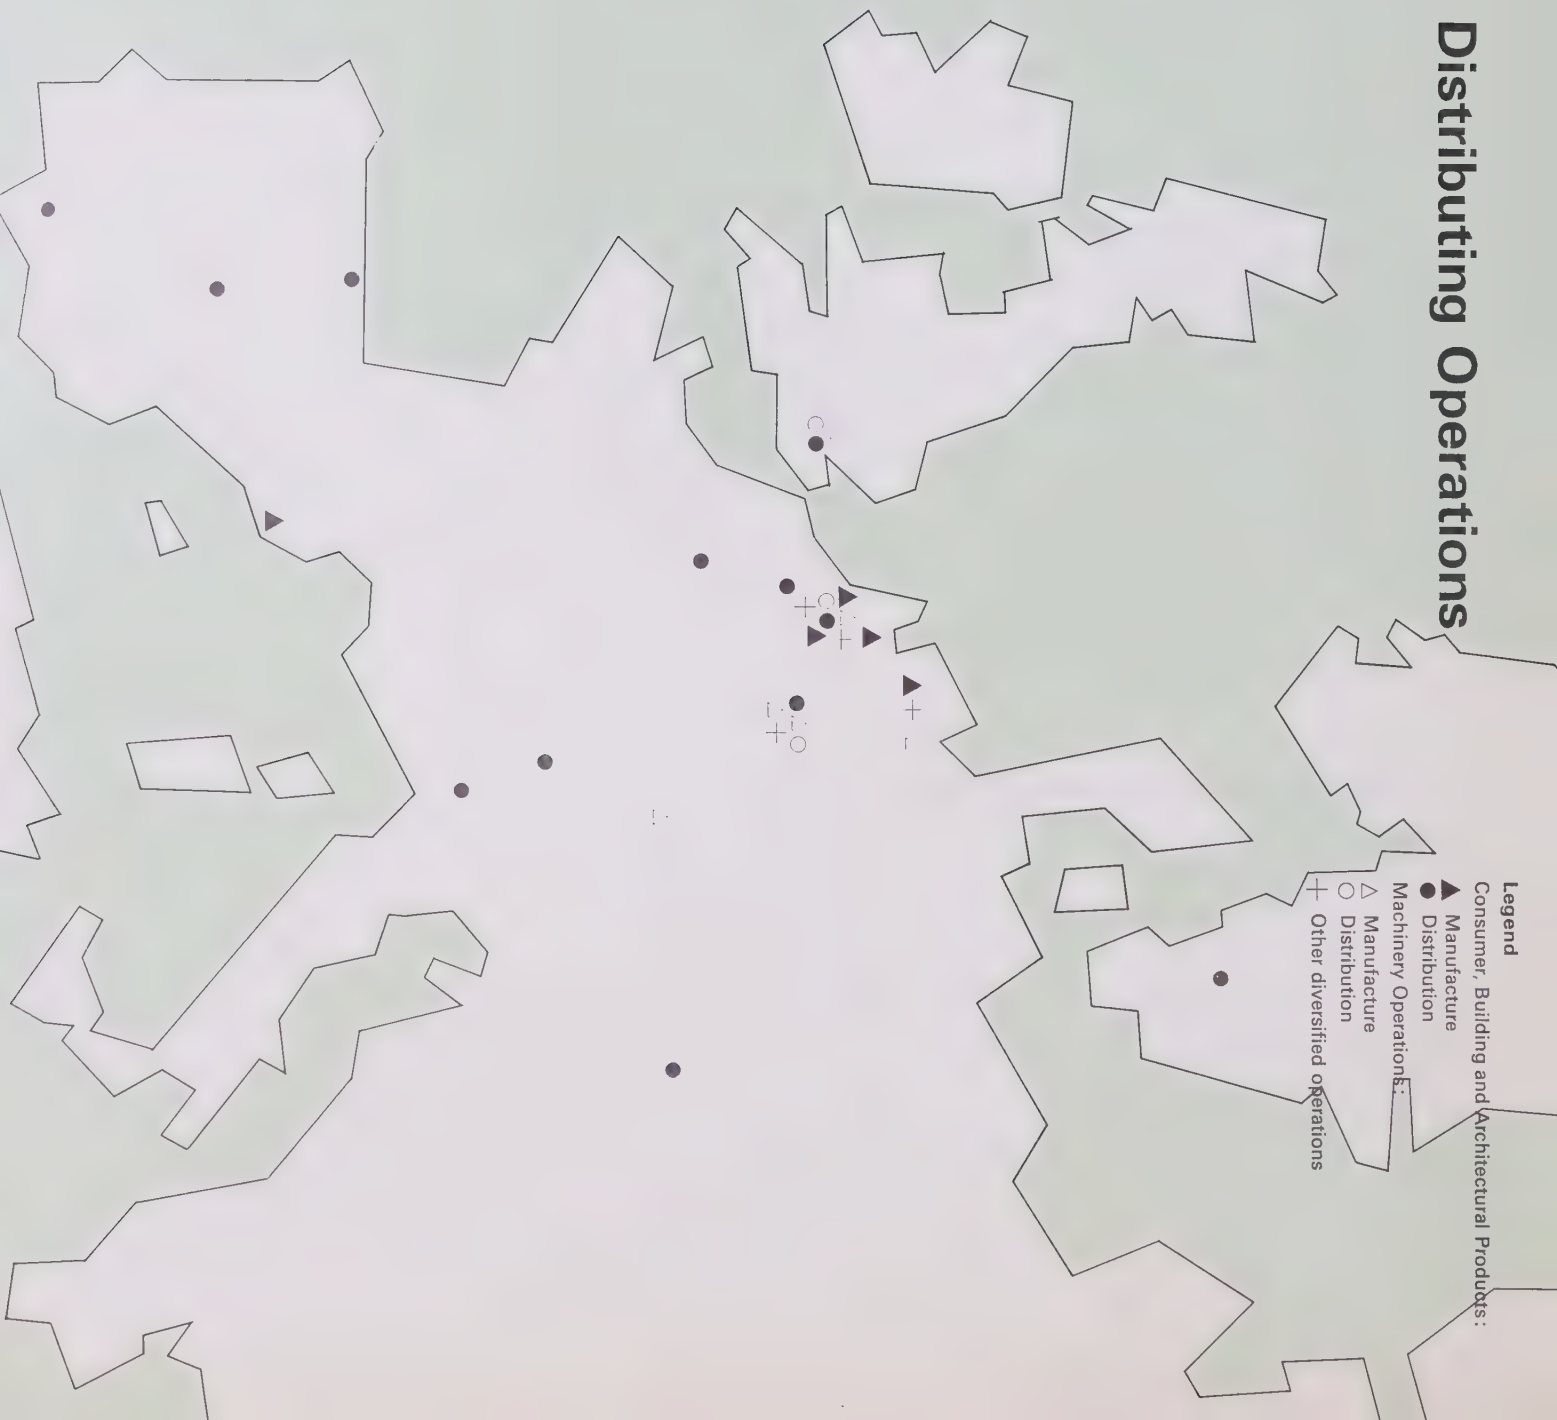 Distributing Operations
Legend
Consumer, Building and Architectural Products:
Manufacture
Distribution
Machinery Operations:
Manufacture
Distribution
Other diversified operations